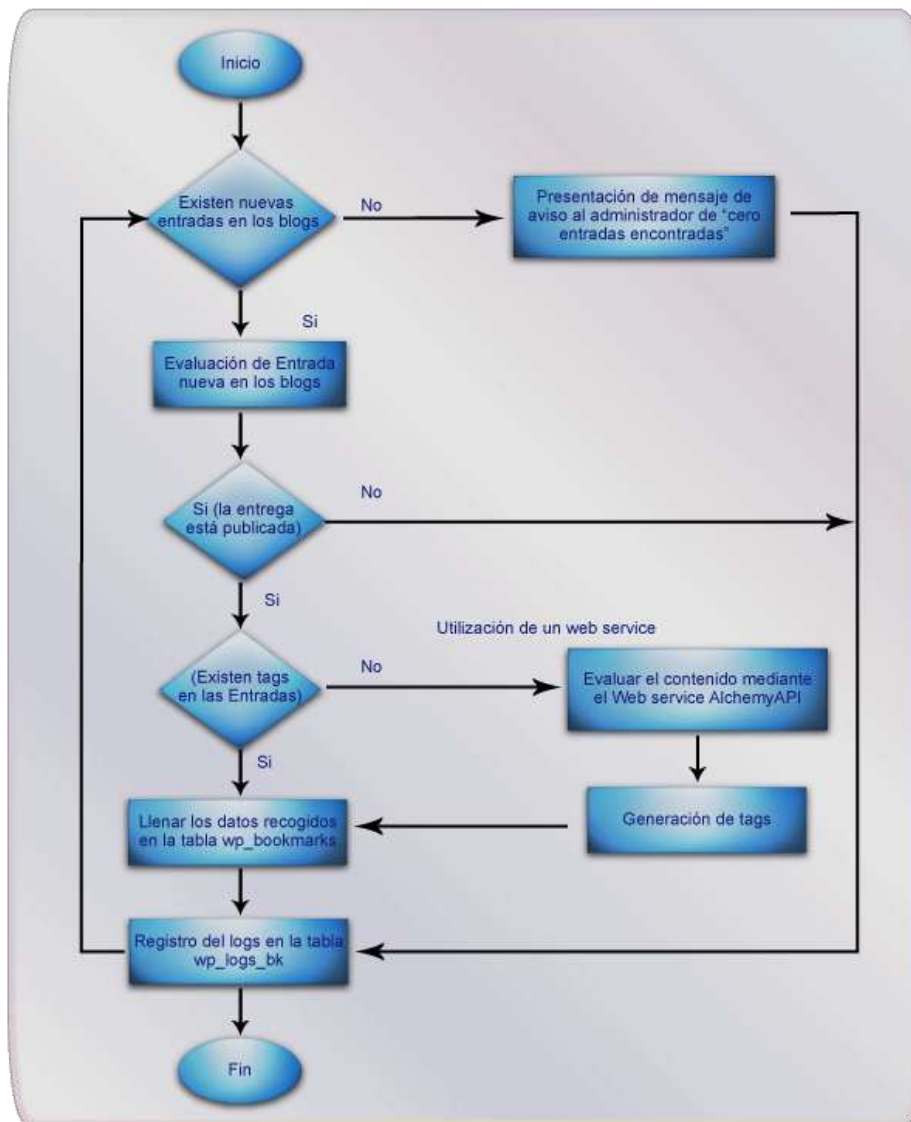 Inicio
Existen nuevas
entradas en los blogs
No
Presentación de mensaje de
aviso al administrador de "cero
entradas encontradas"
Si
Evaluación de Entrada
nueva en los blogs
Si (la entrega
está publicada)
No
Si
Utilización de un web service
(Existen tags
en las Entradas)
No
Evaluar el contenido mediante
el Web service AlchemyAPI
Si
Llenar los datos recogidos
en la tabla wp_bookmarks
Generación de tags
Registro del logs en la tabla
wp_logs_bk
Fin